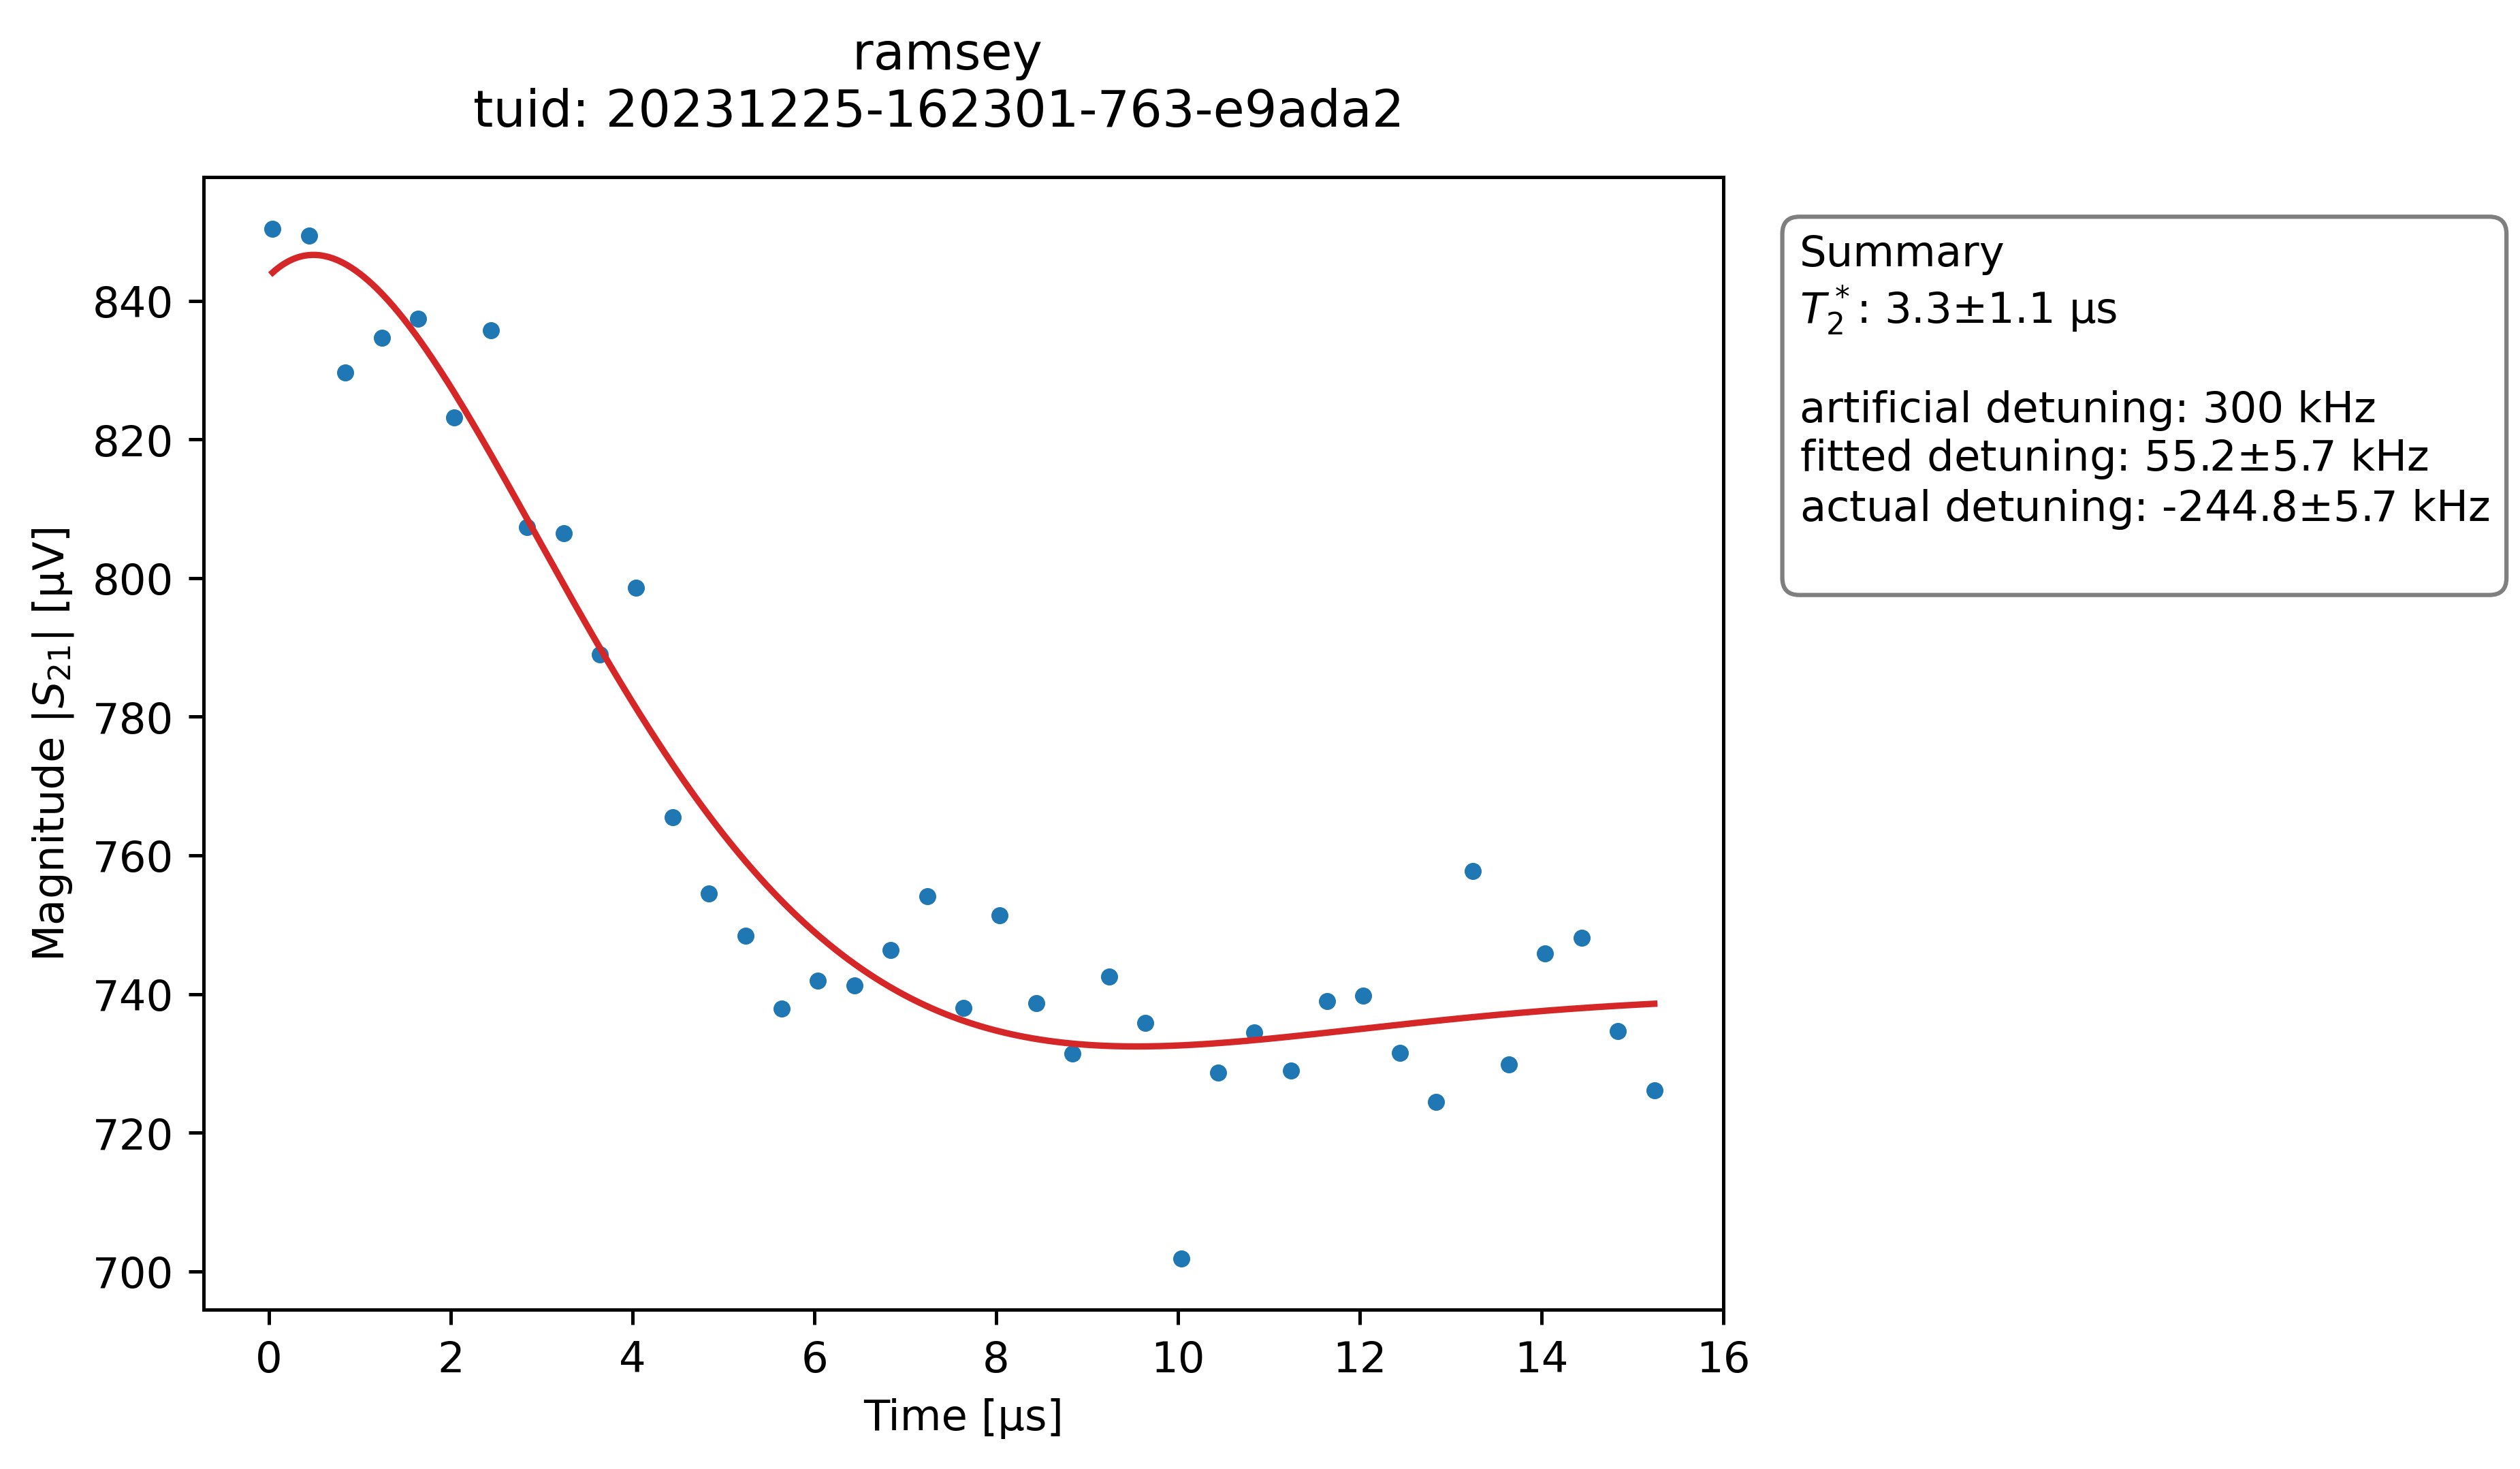 ramsey
tuid: 20231225-162301-763-e9ada2
Magnitude |S21| [µV]
840
820
800
780
760
740
720
700
0 2 4 6 8 10 12 14 16
Time [µs]
Summary
T2*: 3.3±1.1 µs
artificial detuning: 300 kHz
fitted detuning: 55.2±5.7 kHz
actual detuning: -244.8±5.7 kHz